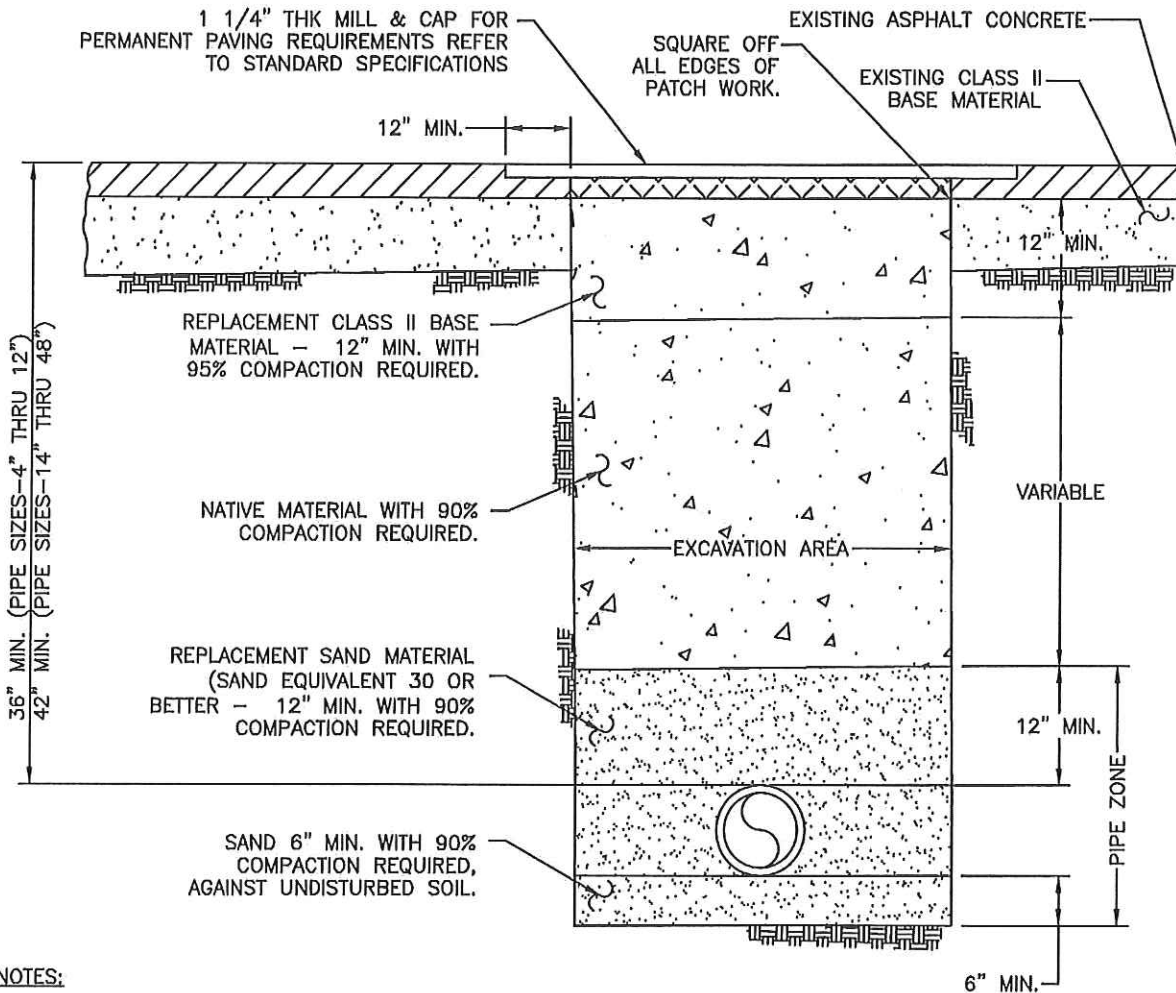 1 1/4" THK MILL & CAP FOR
PERMANENT PAVING REQUIREMENTS REFER
TO STANDARD SPECIFICATIONS
EXISTING ASPHALT CONCRETE
SQUARE OFF
ALL EDGES OF
PATCH WORK.
EXISTING CLASS II
BASE MATERIAL
12" MIN.
12" MIN.
REPLACEMENT CLASS II BASE
MATERIAL – 12" MIN. WITH
95% COMPACTION REQUIRED.
36" MIN. (PIPE SIZES–4" THRU 12")
42" MIN. (PIPE SIZES–14" THRU 48")
NATIVE MATERIAL WITH 90%
COMPACTION REQUIRED.
VARIABLE
EXCAVATION AREA
REPLACEMENT SAND MATERIAL
(SAND EQUIVALENT 30 OR
BETTER – 12" MIN. WITH 90%
COMPACTION REQUIRED.
12" MIN.
PIPE ZONE
SAND 6" MIN. WITH 90%
COMPACTION REQUIRED,
AGAINST UNDISTURBED SOIL.
6" MIN.
NOTES: